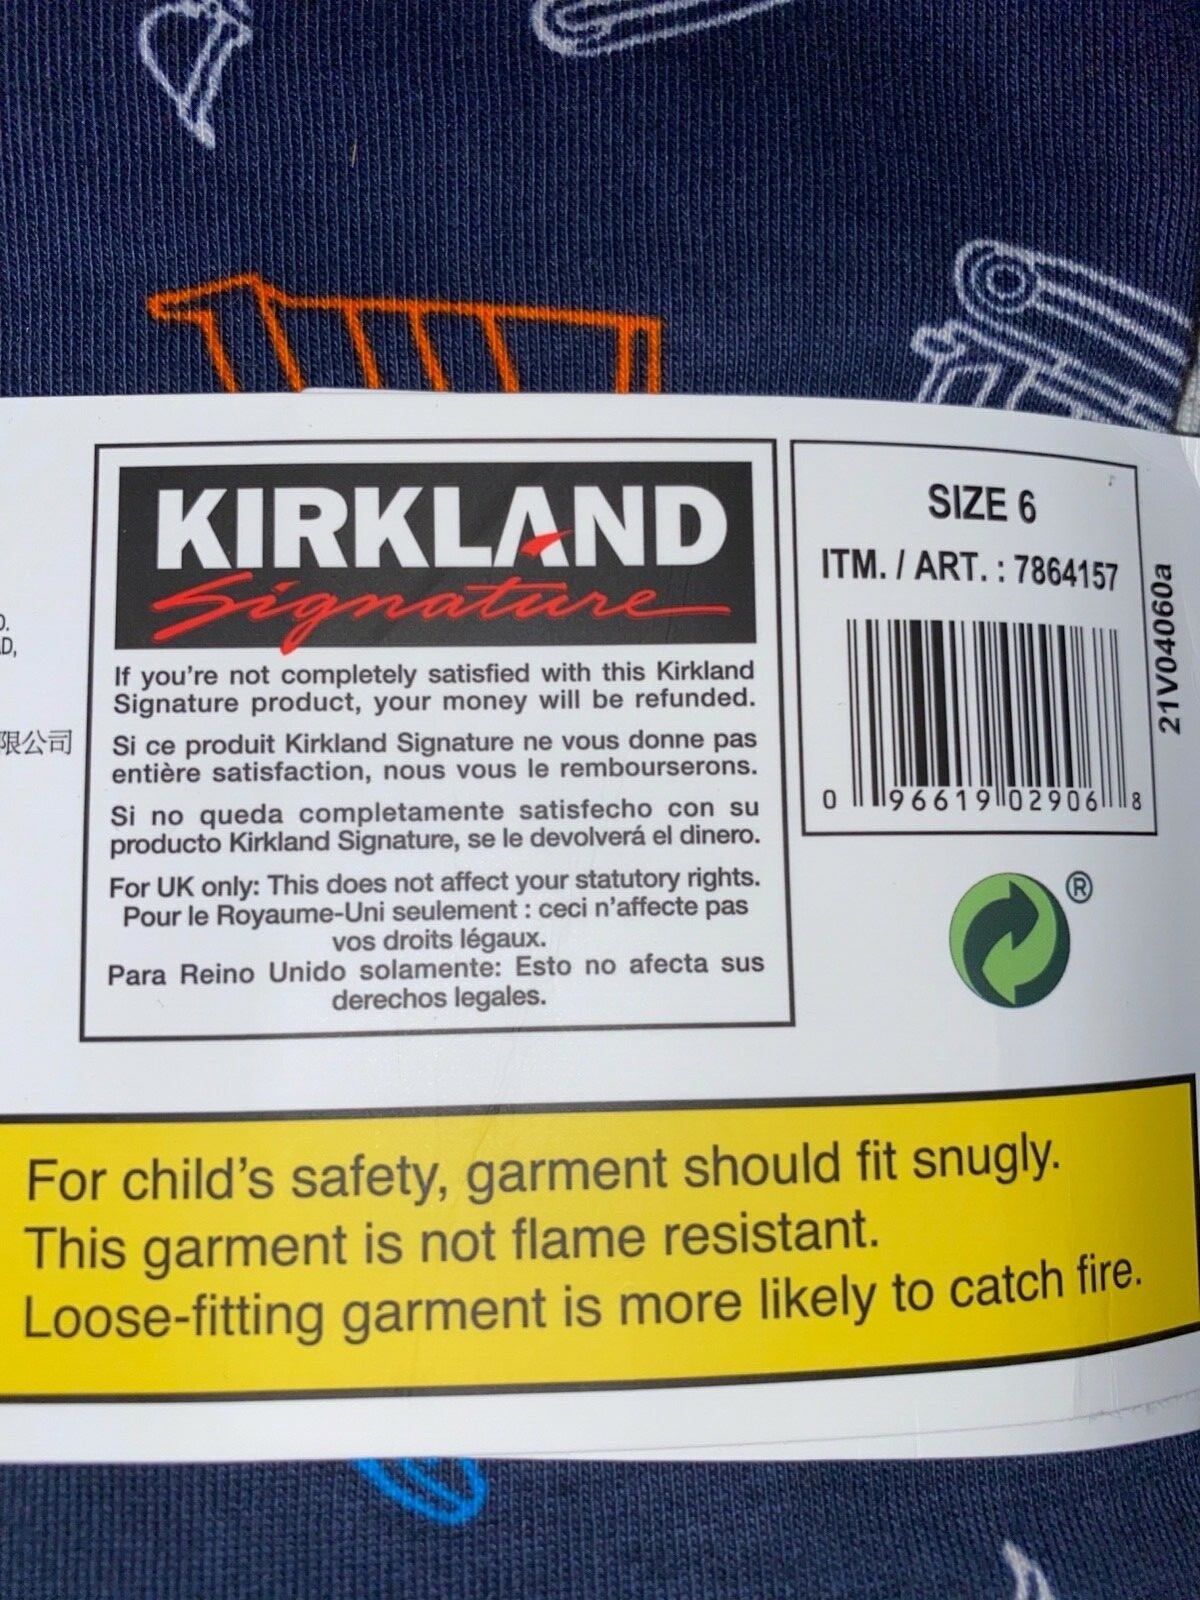 D.
AD,
限公司
KIRKLAND
Signature
If you're not completely satisfied with this Kirkland
Signature product, your money will be refunded.
Si ce produit Kirkland Signature ne vous donne pas
entière satisfaction, nous vous le rembourserons.
Si no queda completamente satisfecho con su
producto Kirkland Signature, se le devolverá el dinero.
For UK only: This does not affect your statutory rights.
Pour le Royaume-Uni seulement : ceci n'affecte pas
vos droits légaux.
Para Reino Unido solamente: Esto no afecta sus
derechos legales.
SIZE 6
ITM. / ART. : 7864157
0 96619 02906 8
21V04060a
®
For child's safety, garment should fit snugly.
This garment is not flame resistant.
Loose-fitting garment is more likely to catch fire.